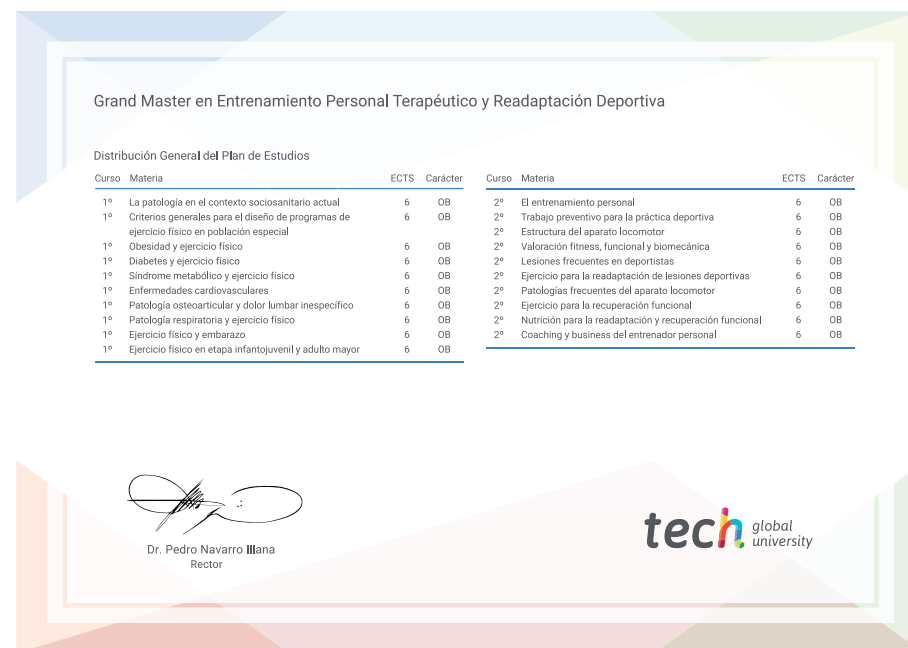 Grand Master en Entrenamiento Personal Terapéutico y Readaptación Deportiva
Distribución General del Plan de Estudios
Curso Materia ECTS Carácter
1º La patología en el contexto sociosanitario actual 6 OB
1º Criterios generales para el diseño de programas de 6 OB
ejercicio físico en población especial
1º Obesidad y ejercicio físico 6 OB
1º Diabetes y ejercicio físico 6 OB
1º Síndrome metabólico y ejercicio físico 6 OB
1º Enfermedades cardiovasculares 6 OB
1º Patología osteoarticular y dolor lumbar inespecífico 6 OB
1º Patología respiratoria y ejercicio físico 6 OB
1º Ejercicio físico y embarazo 6 OB
1º Ejercicio físico en etapa infantojuvenil y adulto mayor 6 OB
Curso Materia ECTS Carácter
2º El entrenamiento personal 6 OB
2º Trabajo preventivo para la práctica deportiva 6 OB
2º Estructura del aparato locomotor 6 OB
2º Valoración fitness, funcional y biomecánica 6 OB
2º Lesiones frecuentes en deportistas 6 OB
2º Ejercicio para la readaptación de lesiones deportivas 6 OB
2º Patologías frecuentes del aparato locomotor 6 OB
2º Ejercicio para la recuperación funcional 6 OB
2º Nutrición para la readaptación y recuperación funcional 6 OB
2º Coaching y business del entrenador personal 6 OB
Dr. Pedro Navarro Illana
Rector
tech global
university